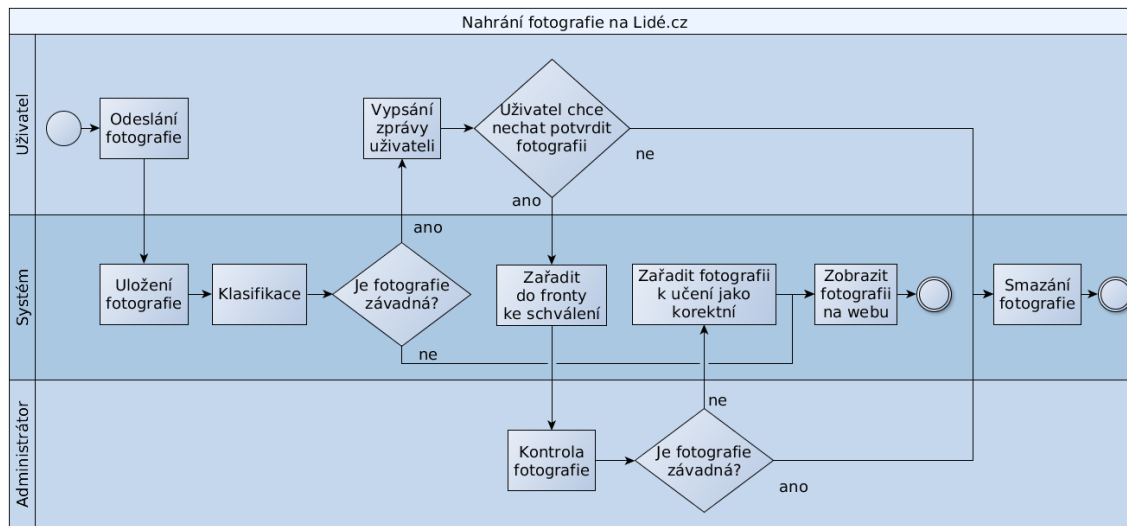 Nahrání fotografie na Lidé.cz
Uživatel
Odeslání
fotografie
Vypsání
zprávy
uživateli
Uživatel chce
nechat potvrdit
fotografii
ne
ano
Systém
Uložení
fotografie
Klasifikace
Je fotografie
závadná?
ano
ne
Zařadit
do fronty
ke schválení
Zařadit fotografii
k učení jako
korektní
Zobrazit
fotografii
na webu
Smazání
fotografie
Administrátor
Kontrola
fotografie
Je fotografie
závadná?
ne
ano